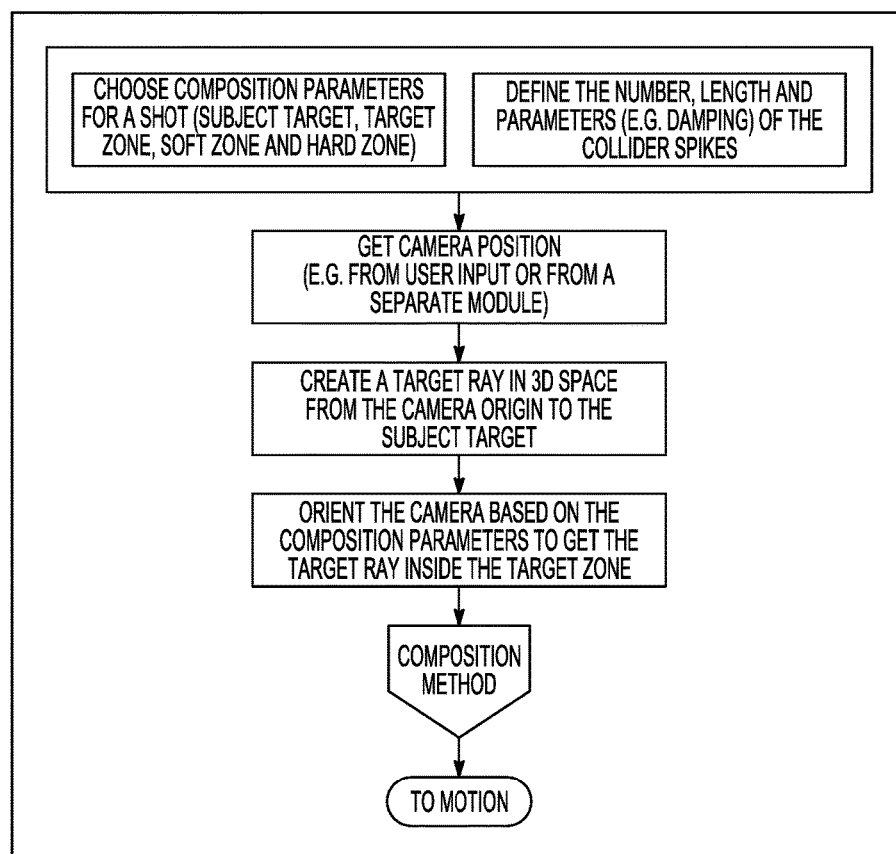 CHOOSE COMPOSITION PARAMETERS
FOR A SHOT (SUBJECT TARGET, TARGET
ZONE, SOFT ZONE AND HARD ZONE)
DEFINE THE NUMBER, LENGTH AND
PARAMETERS (E.G. DAMPING) OF THE
COLLIDER SPIKES
GET CAMERA POSITION
(E.G. FROM USER INPUT OR FROM A
SEPARATE MODULE)
CREATE A TARGET RAY IN 3D SPACE
FROM THE CAMERA ORIGIN TO THE
SUBJECT TARGET
ORIENT THE CAMERA BASED ON THE
COMPOSITION PARAMETERS TO GET THE
TARGET RAY INSIDE THE TARGET ZONE
COMPOSITION
METHOD
TO MOTION